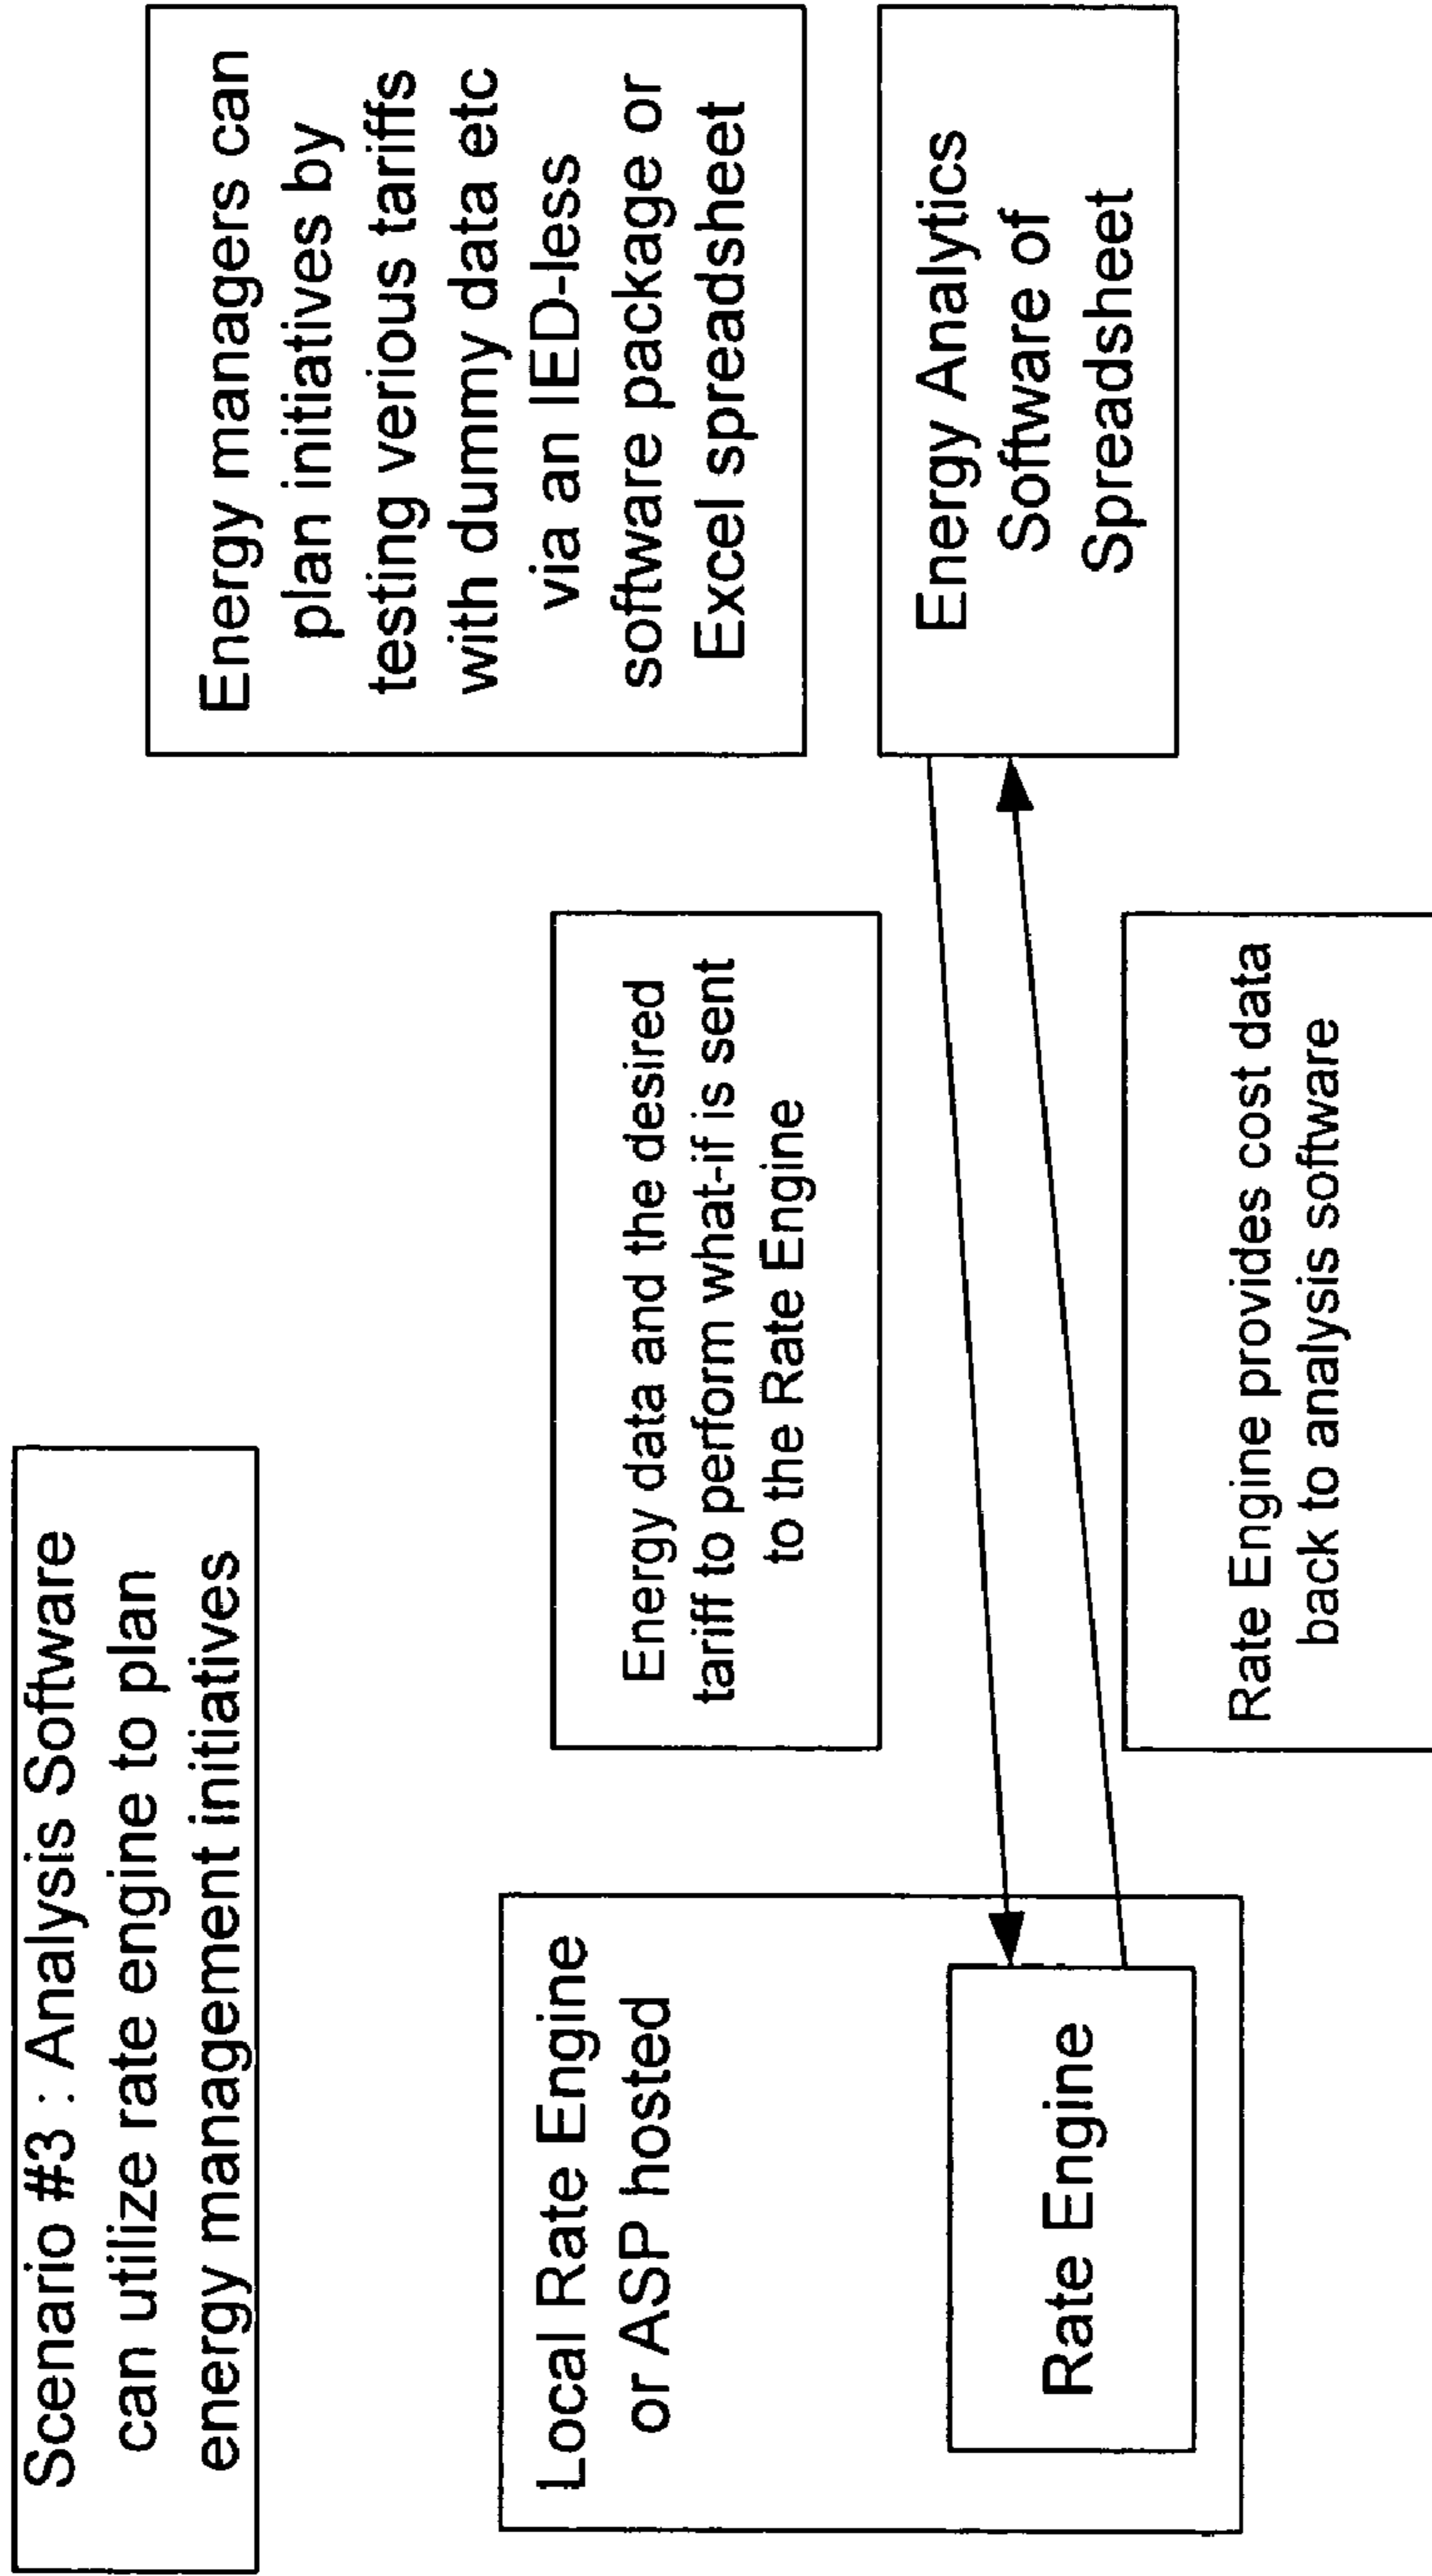 Scenario #3 : Analysis Software
can utilize rate engine to plan
energy management initiatives
Energy managers can
plan initiatives by
testing verious tariffs
with dummy data etc
via an IED-less
software package or
Excel spreadsheet
Local Rate Engine
or ASP hosted
Energy data and the desired
tariff to perform what-if is sent
to the Rate Engine
Rate Engine
Energy Analytics
Software of
Spreadsheet
Rate Engine provides cost data
back to analysis software